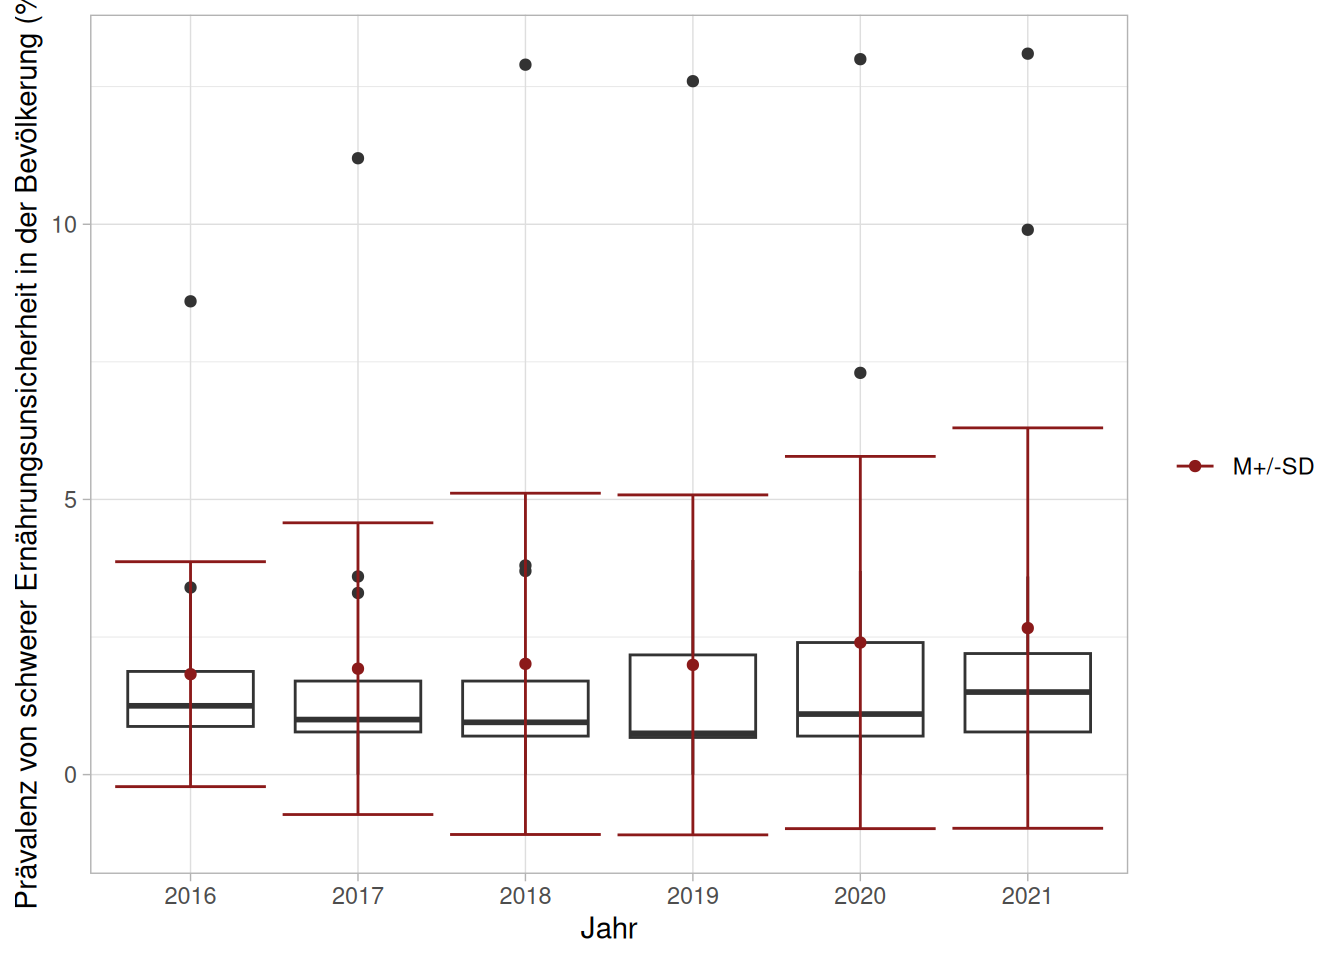 Prävalenz von schwerer Ernährungsunsicherheit in der Bevölkerung (%
10
5
0
2016 2017 2018 2019 2020 2021
Jahr
M+/-SD